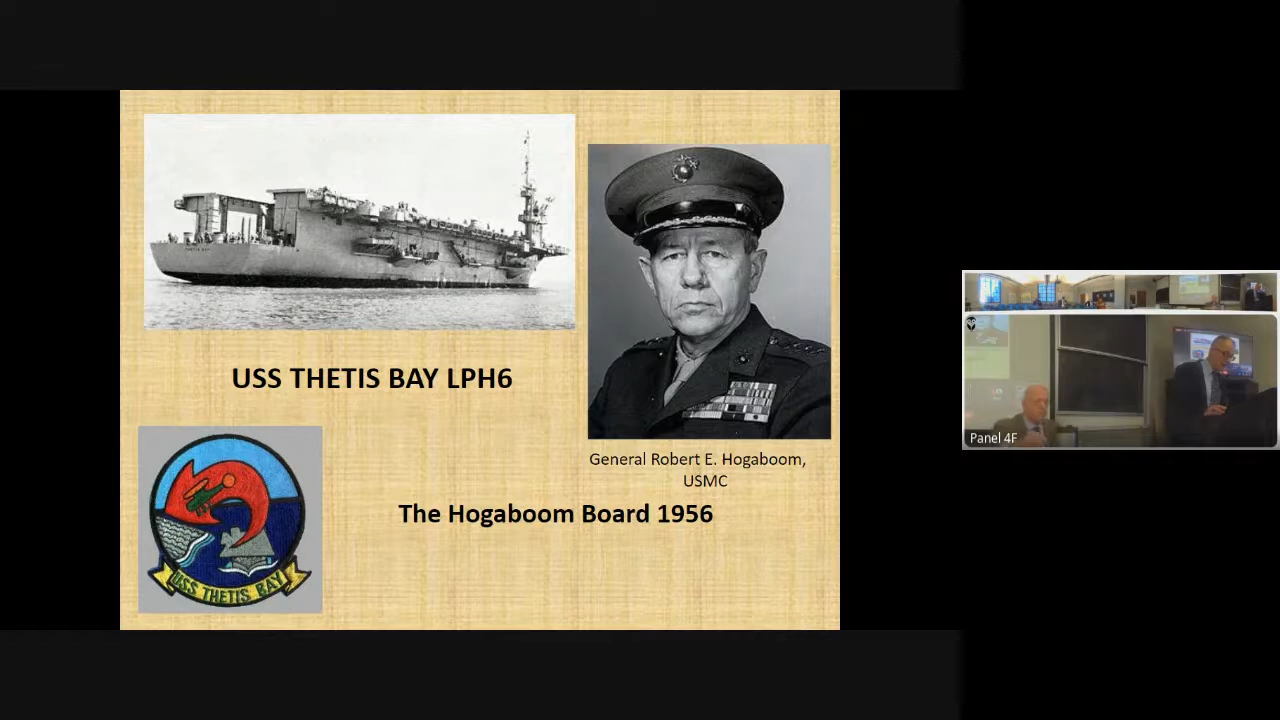 USS THETIS BAY LPH6
General Robert E. Hogaboom,
USMC
The Hogaboom Board 1956
USS THETIS BAY
Panel 4F